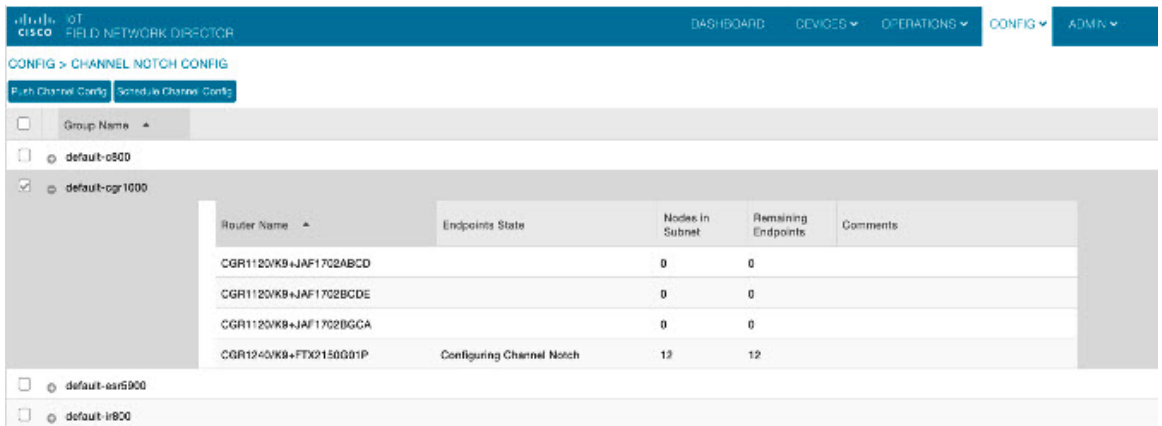 IoT
CISCO FIELD NETWORK DIRECTOR
DASHBOARD DEVICES OPERATIONS CONFIG ADMIN
CONFIG > CHANNEL NOTCH CONFIG
Push Channel Config Schedule Channel Config
Group Name
default-c800
default-cgr1000
Router Name Endpoints State Nodes in Subnet Remaining Endpoints Comments
CGR1120/K9+JAF1702ABCD 0 0
CGR1120/K9+JAF1702BCDE 0 0
CGR1120/K9+JAF1702BGCA 0 0
CGR1240/K9+FTX2150G01P Configuring Channel Notch 12 12
default-esr5900
default-ir800